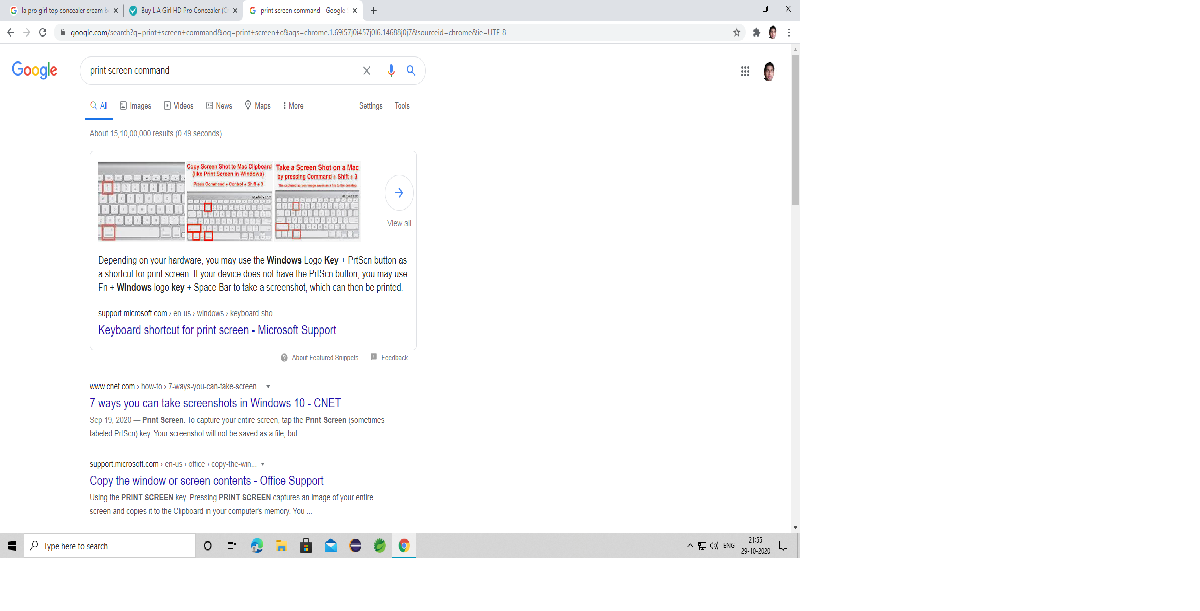 la pro girl top concealer cream b
Buy L.A Girl HD Pro Concealer (
print screen command - Google
google.com/search?q=print+screen+command&oq=print+screen+
sourceid=chrome&ie=UTF-8
Google
print screen command
All Images Videos News Maps More Settings Tools
About 15,10,00,000 results (0.49 seconds)
Copy Screen Shot to Mac Clipboard
(like Print Screen in Windows)
Press Command + Control + Shift + 3
Take a Screen Shot on a Mac
by pressing Command + Shift + 3
View all
Depending on your hardware, you may use the Windows Logo Key + PrtScn button as
a shortcut for print screen. If your device does not have the PrtScn button, you may use
Fn + Windows logo key + Space Bar to take a screenshot, which can then be printed.
support.microsoft.com › en-us › windows › keyboard-sho
Keyboard shortcut for print screen - Microsoft Support
About Featured Snippets Feedback
www.cnet.com › how-to › 7-ways-you-can-take-screen
7 ways you can take screenshots in Windows 10 - CNET
Sep 19, 2020 — Print Screen. To capture your entire screen, tap the Print Screen (sometimes
labeled PrtScn) key. Your screenshot will not be saved as a file, but
support.microsoft.com › en-us › office › copy-the-win...
Copy the window or screen contents - Office Support
Using the PRINT SCREEN key. Pressing PRINT SCREEN captures an image of your entire
screen and copies it to the Clipboard in your computer's memory. You ...
Type here to search
ENG
21:55
29-10-2020